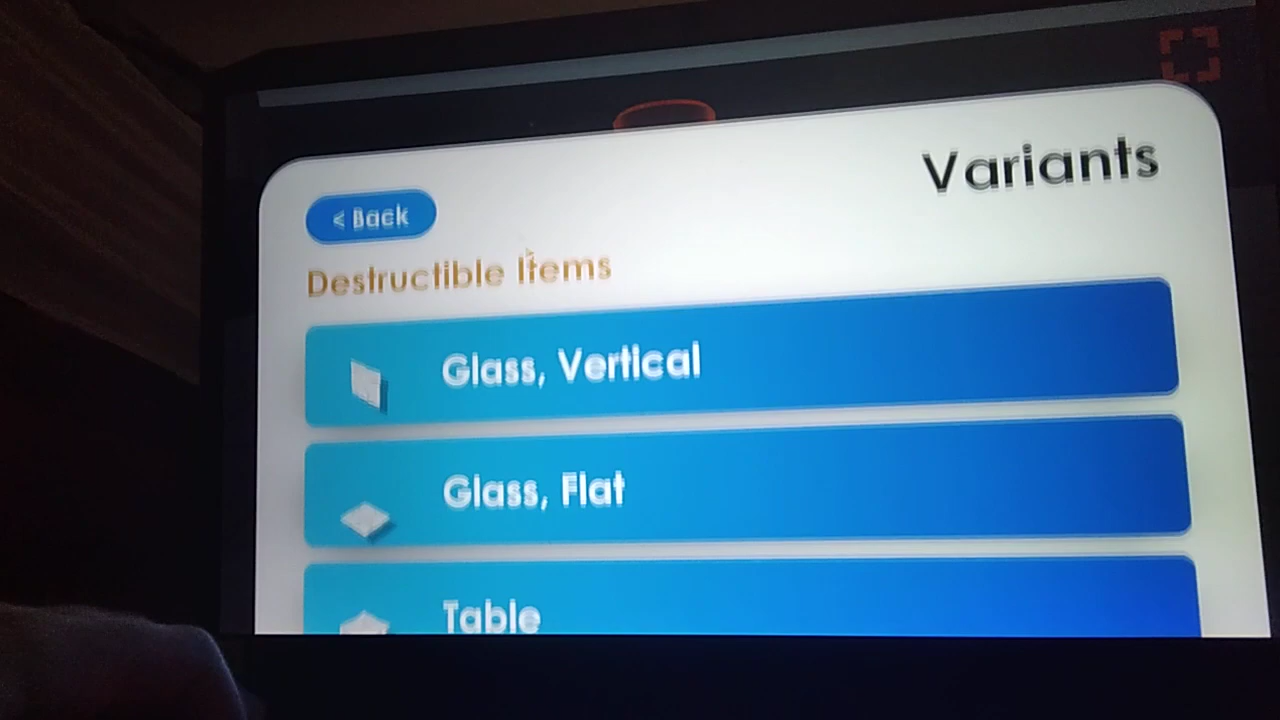 Variants
< Back
Destructible Items
Glass, Vertical
Glass, Flat
Table